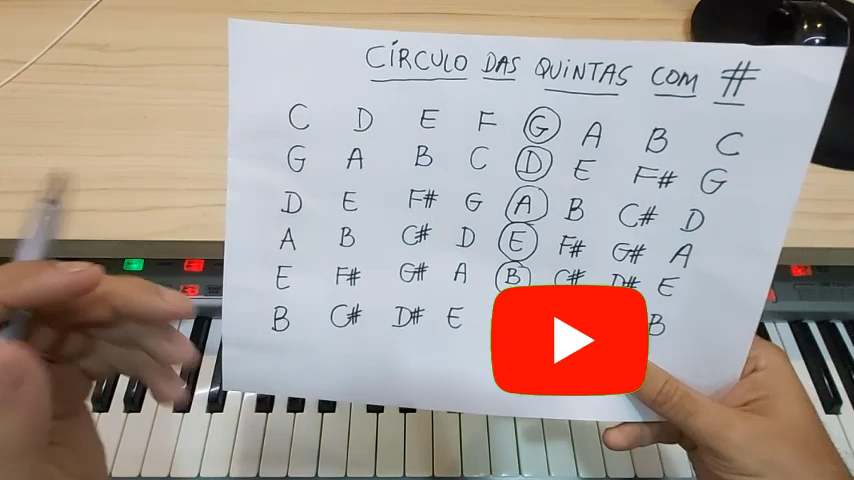 CÍRCULO DAS QUINTAS COM #
C D E F G A B C
G A B C D E F# G
D E F# G A B C# D
A B C# D E F# G# A
E F# G# A B C# D# E
B C# D# E B